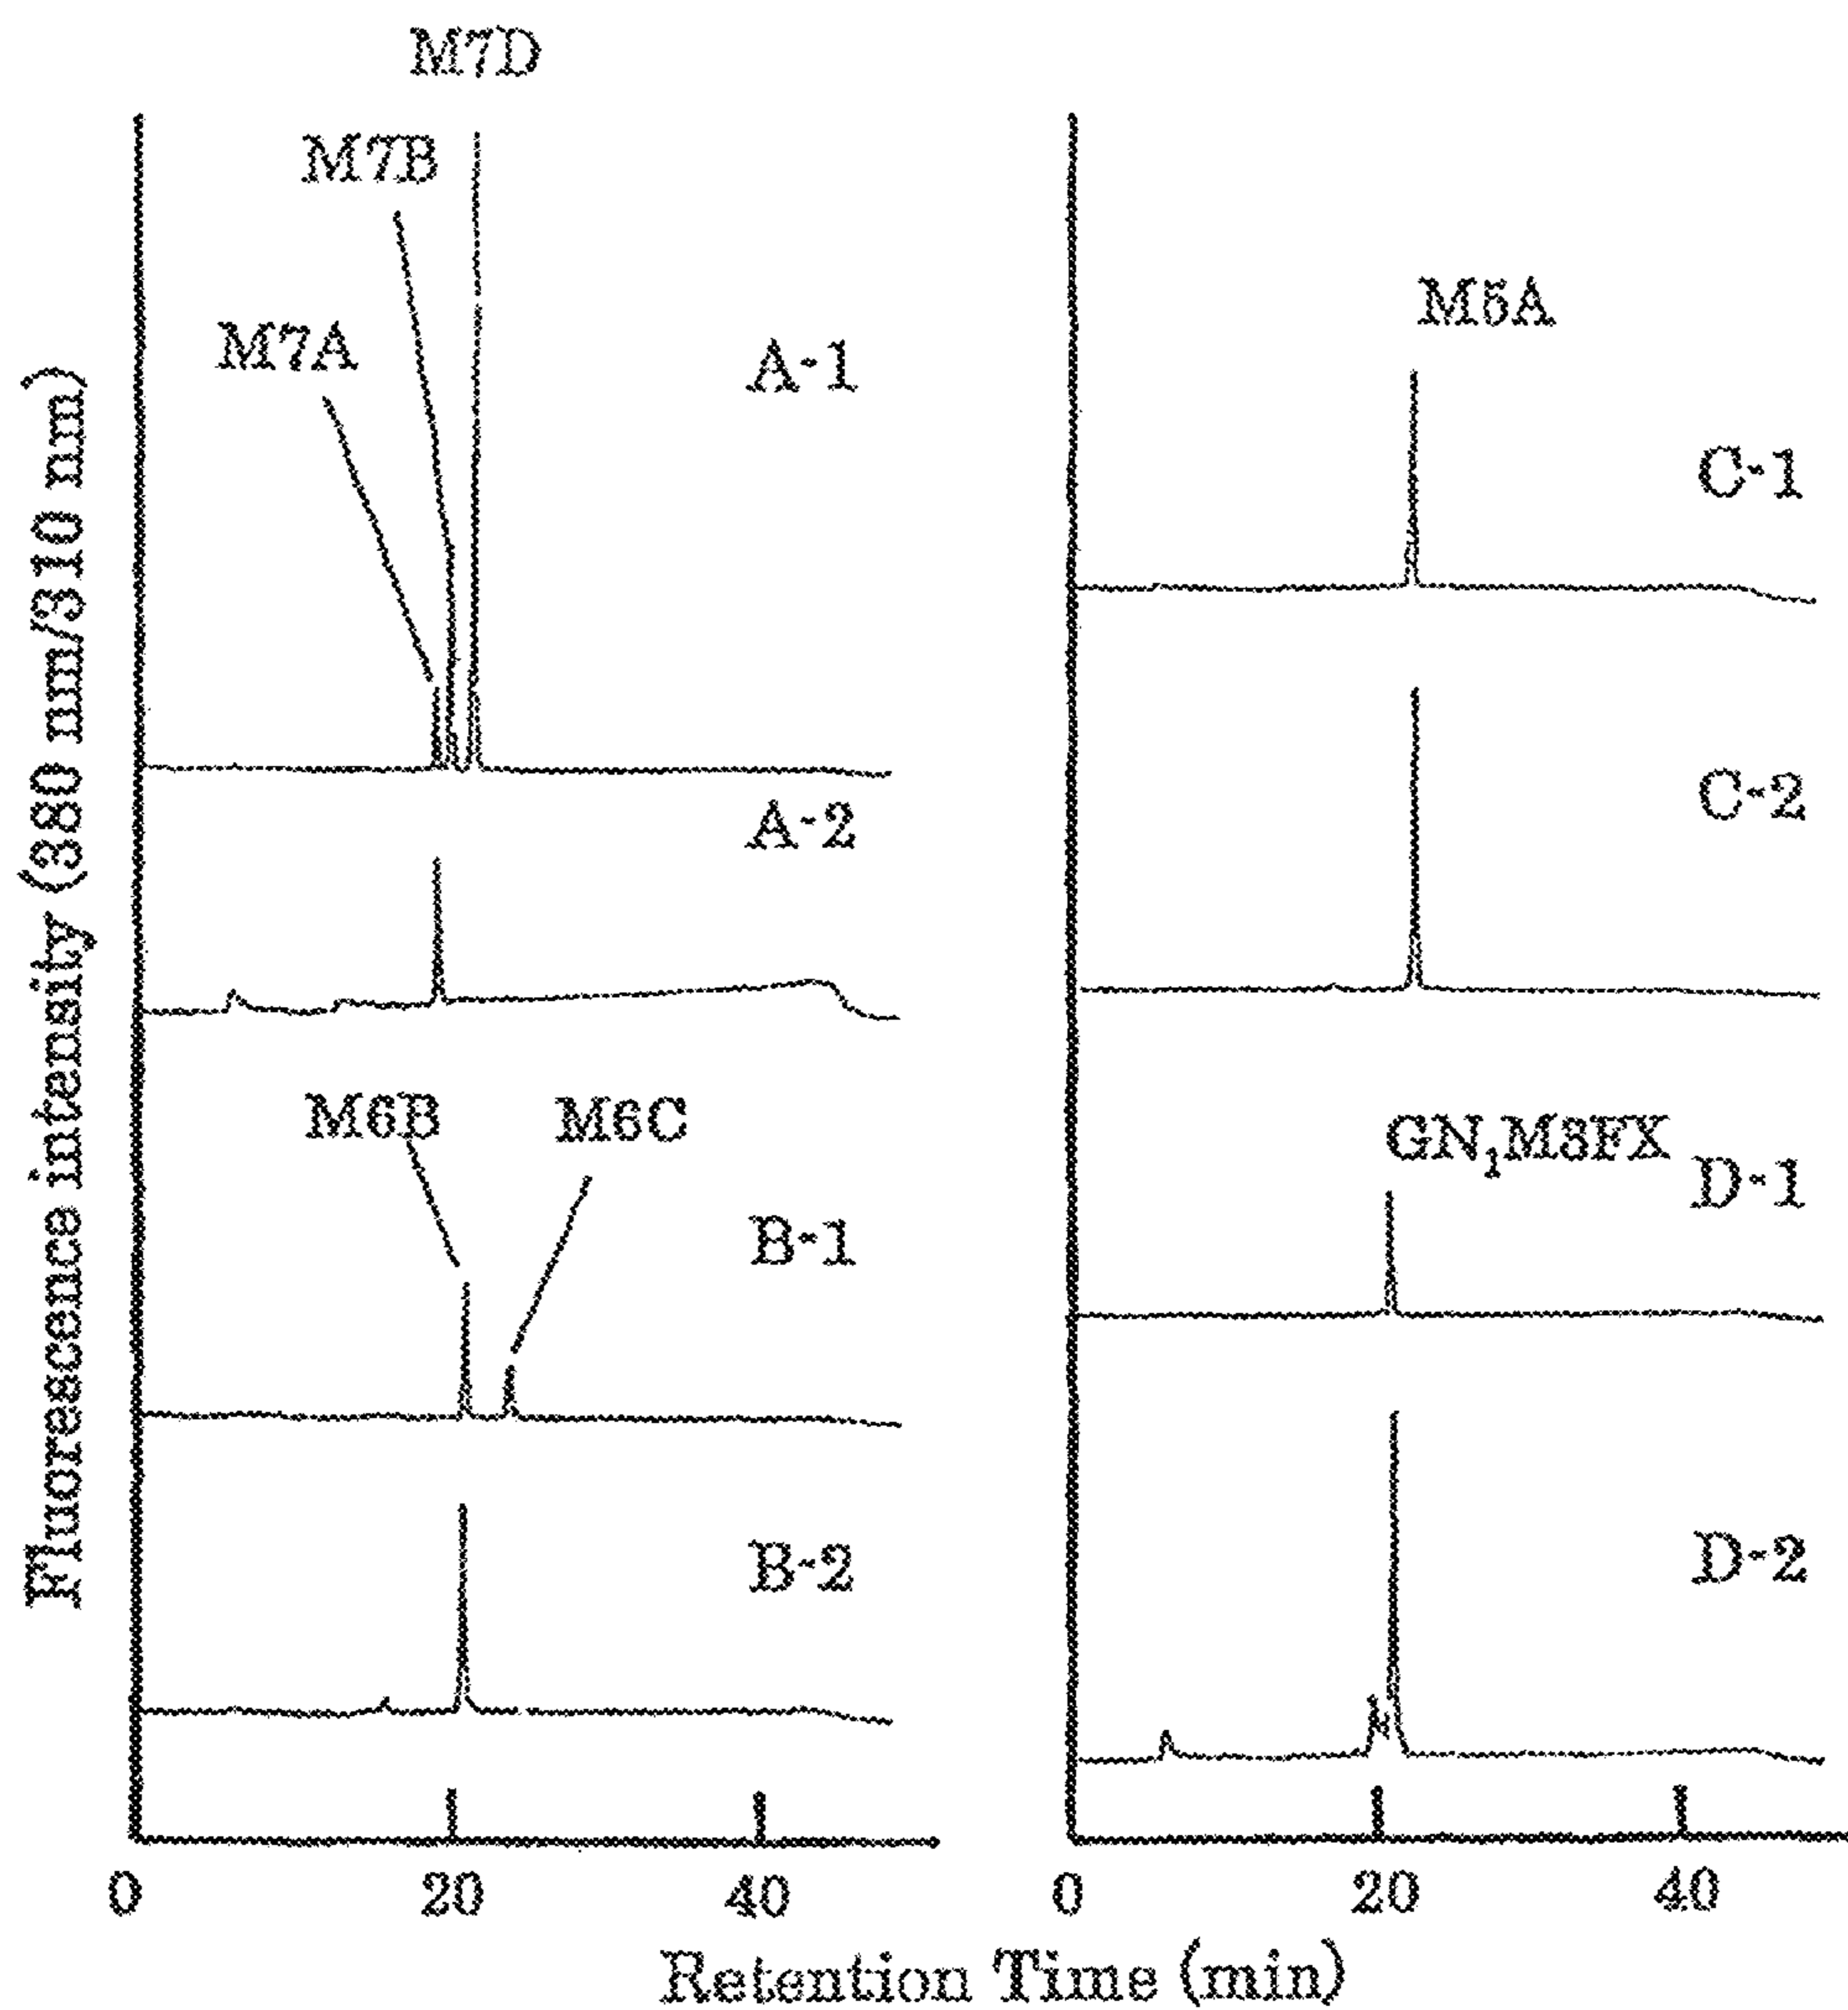 M7D
M7B
M7A
A-1
A-2
M6B
M6C
B-1
B-2
M5A
C-1
C-2
GN₁M3FX
D-1
D-2
Fluorescence intensity (380 nm/310 nm)
0 20 40
0 20 40
Retention Time (min)